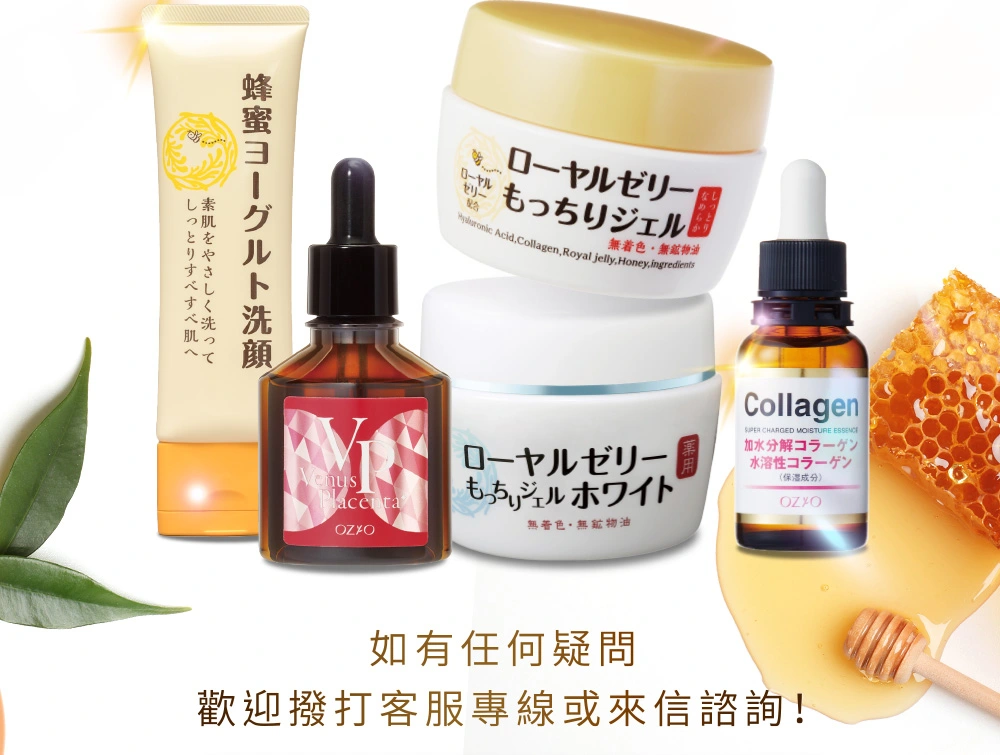 蜂蜜ヨーグルト洗顔
素肌をやさしく洗って
しっとりすべすべ肌へ
ローヤルゼリー
もっちりジェル
ローヤル
ゼリー
配合
しっとり
なめらか
無着色・無鉱物油
Hyaluronic Acid,Collagen,Royal jelly,Honey,ingredients
VP
Venus
Placenta
OZIO
ローヤルゼリー
もっちりジェル ホワイト
薬用
無着色・無鉱物油
Collagen
SUPER CHARGED MOISTURE ESSENCE
加水分解コラーゲン
水溶性コラーゲン
(保湿成分)
OZIO
如有任何疑問
歡迎撥打客服專線或來信諮詢!